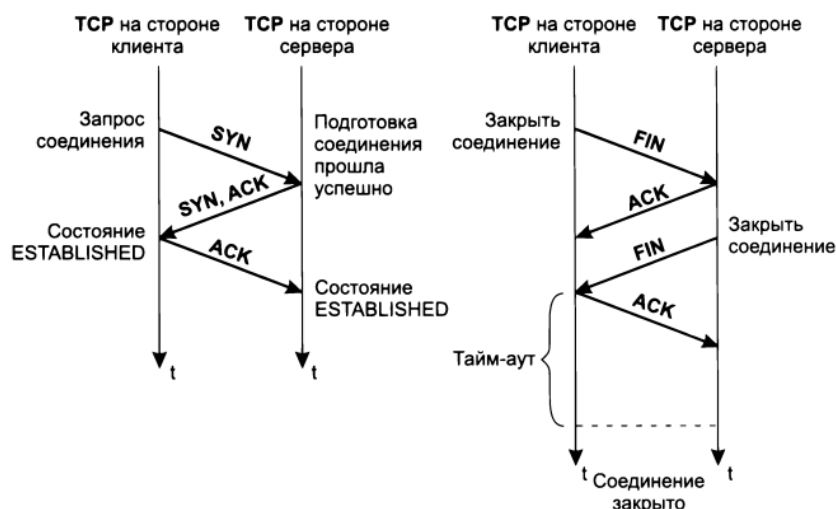 TCP на стороне
клиента
TCP на стороне
сервера
Запрос
соединения
SYN
Подготовка
соединения
прошла
успешно
SYN, ACK
Состояние
ESTABLISHED
ACK
Состояние
ESTABLISHED
t
t
TCP на стороне
клиента
TCP на стороне
сервера
Закрыть
соединение
FIN
ACK
Закрыть
соединение
FIN
ACK
Тайм-аут
t
t
Соединение
закрыто